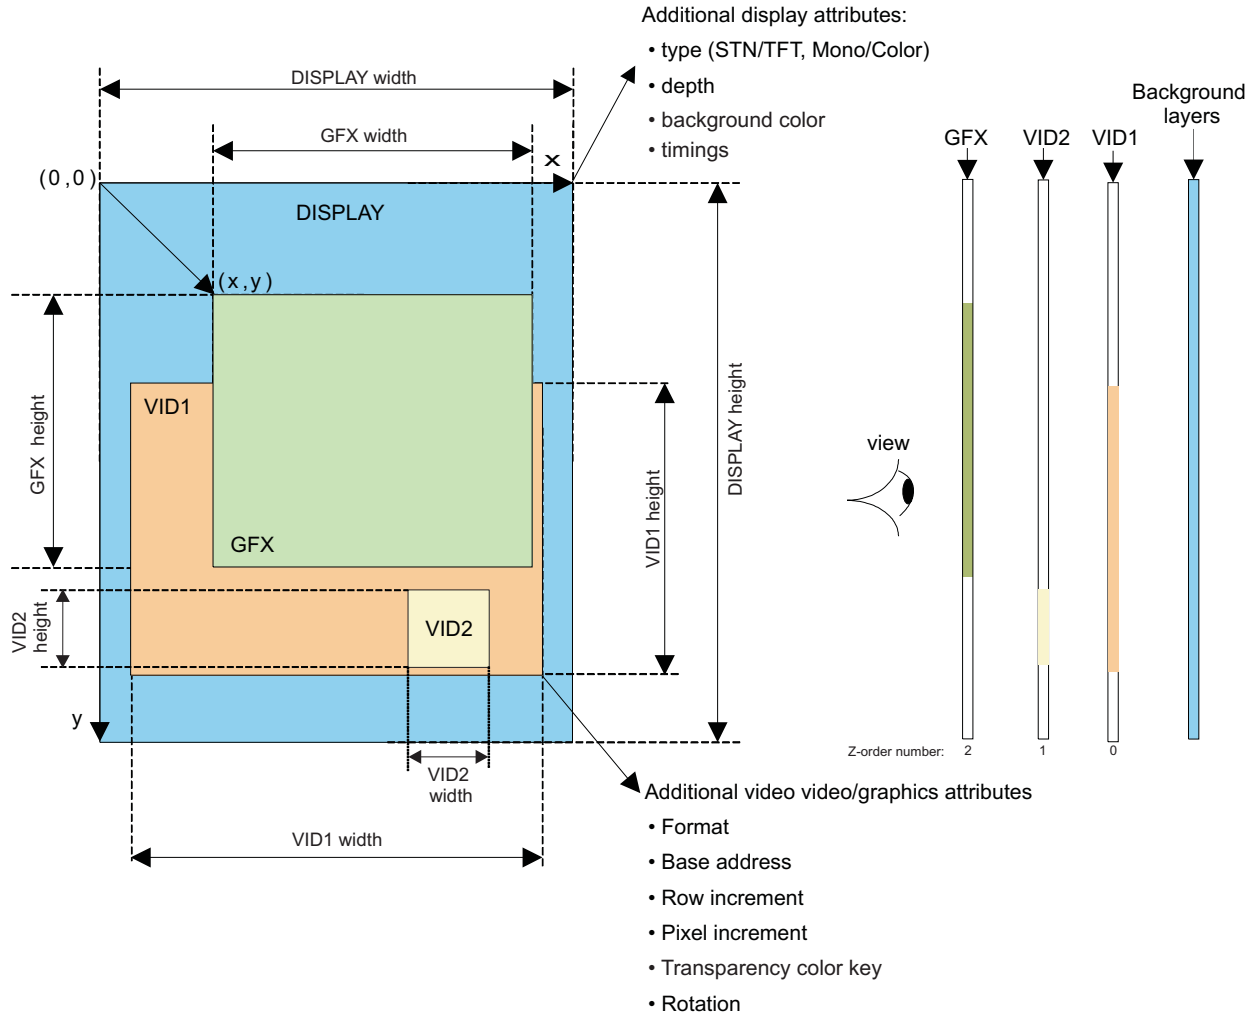 Additional display attributes:
• type (STN/TFT, Mono/Color)
• depth
• background color
• timings
DISPLAY width
GFX width
x
(0,0)
DISPLAY
(x,y)
VID1
GFX
VID2
GFX height
VID2
height
VID1 height
DISPLAY height
y
VID2
width
VID1 width
Additional video video/graphics attributes
• Format
• Base address
• Row increment
• Pixel increment
• Transparency color key
• Rotation
view
GFX
VID2
VID1
Background
layers
Z-order number: 2 1 0